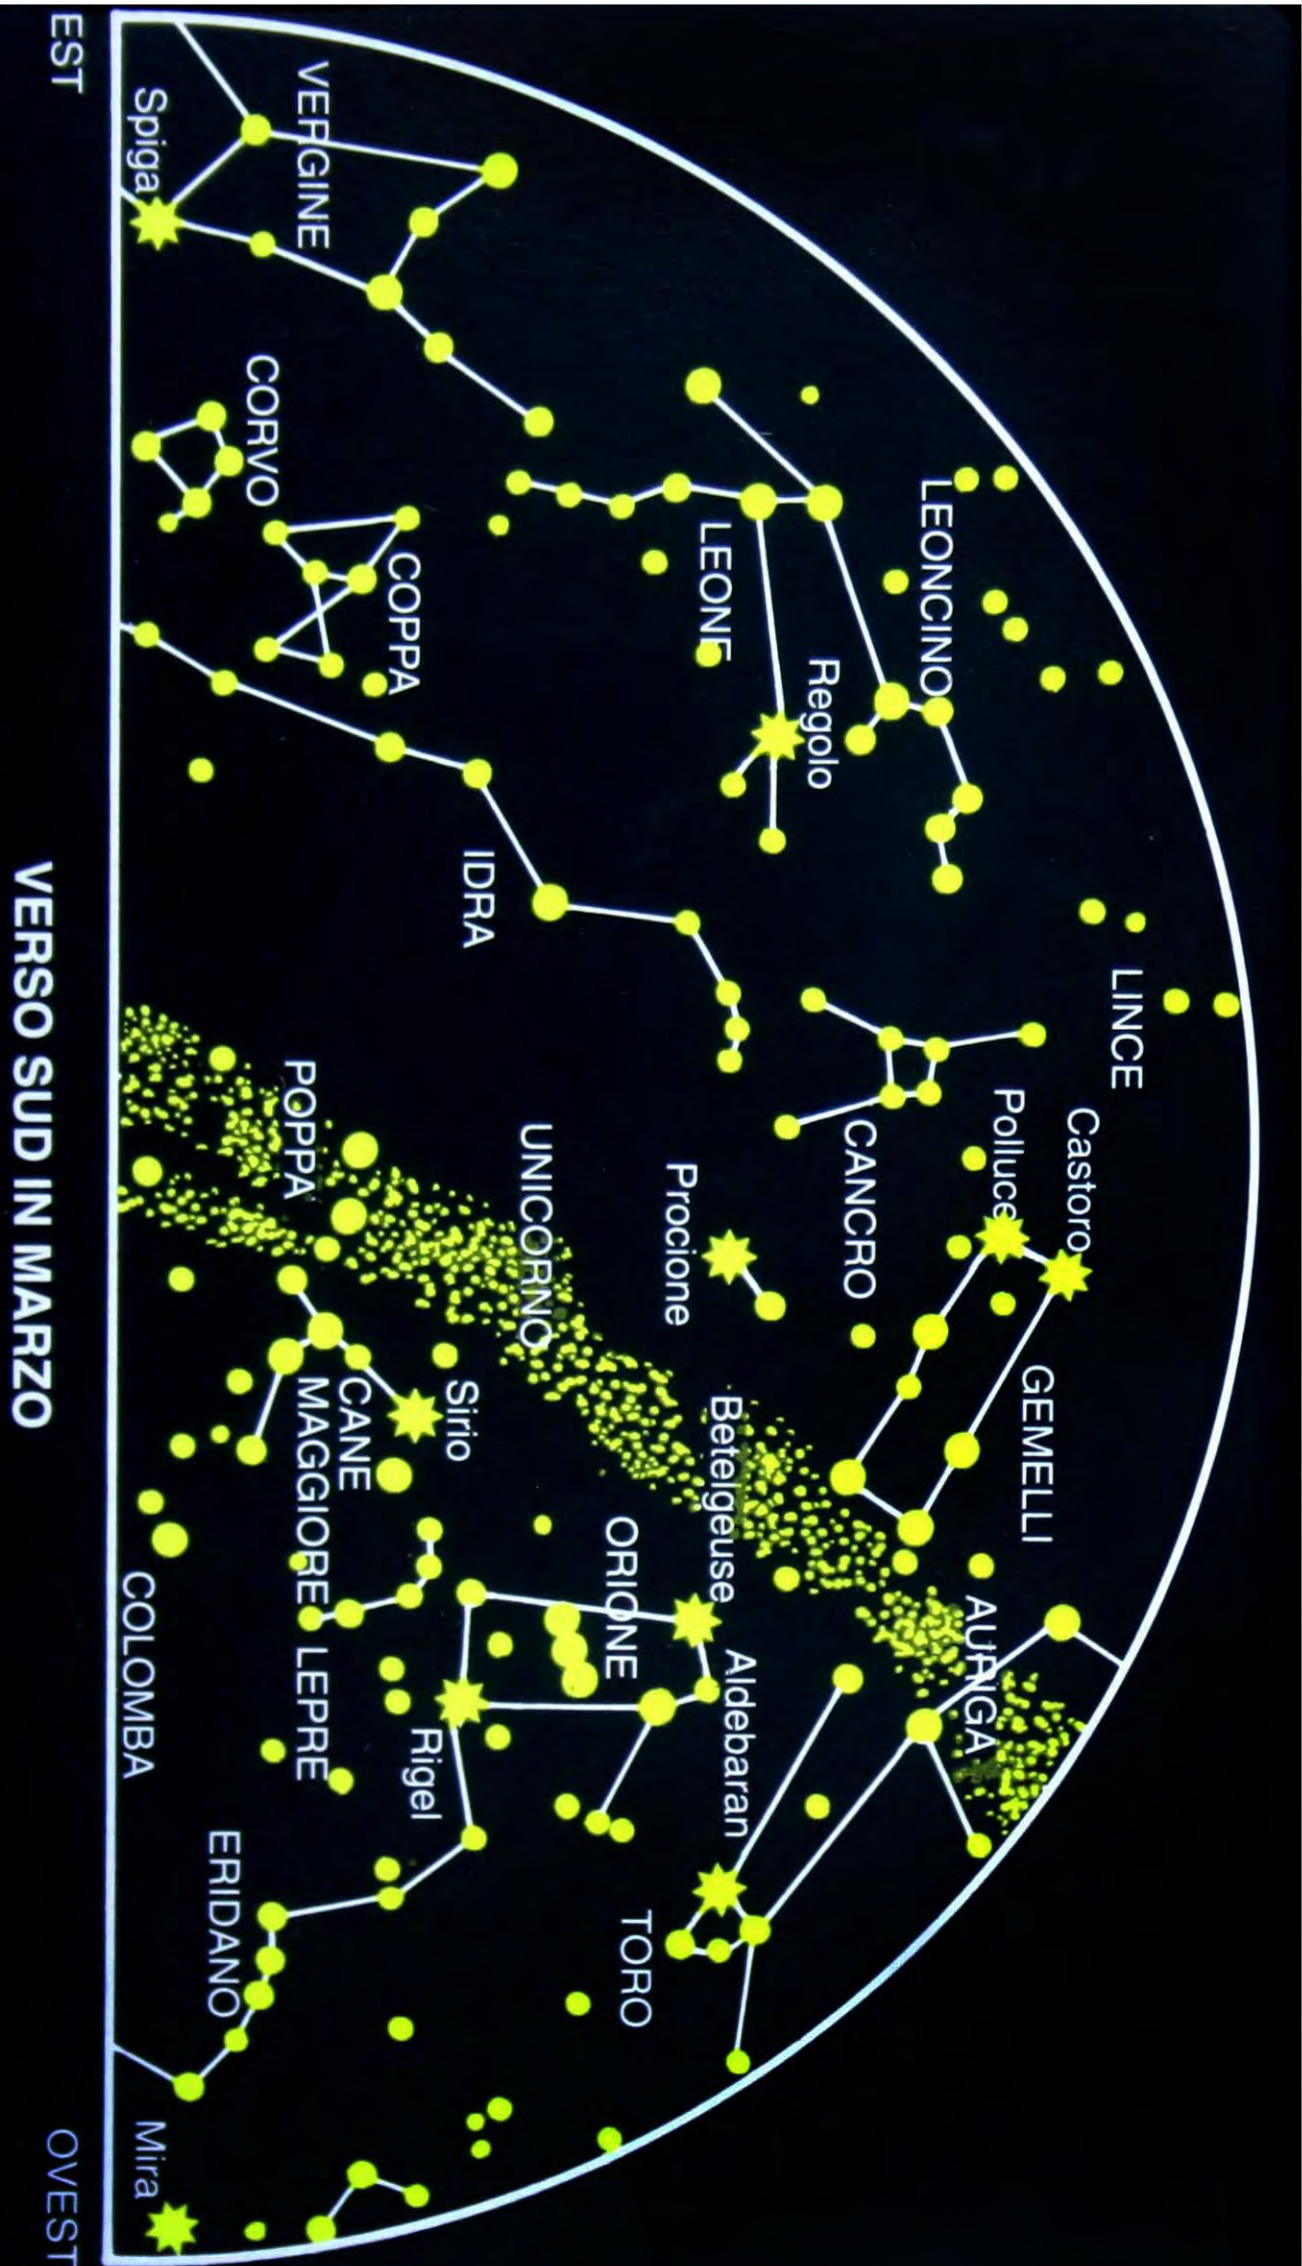 LINCE
Castoro
Polluce
GEMELLI
AURIGA
LEONCINO
Regolo
CANCRO
LEONE
Procione
Betelgeuse
Aldebaran
ORIONE
TORO
UNICORNO
IDRA
Sirio
Rigel
COPPA
VERGINE
POPPA
CANE
MAGGIORE
LEPRE
CORVO
ERIDANO
Spiga
COLOMBA
Mira
EST
OVEST
VERSO SUD IN MARZO